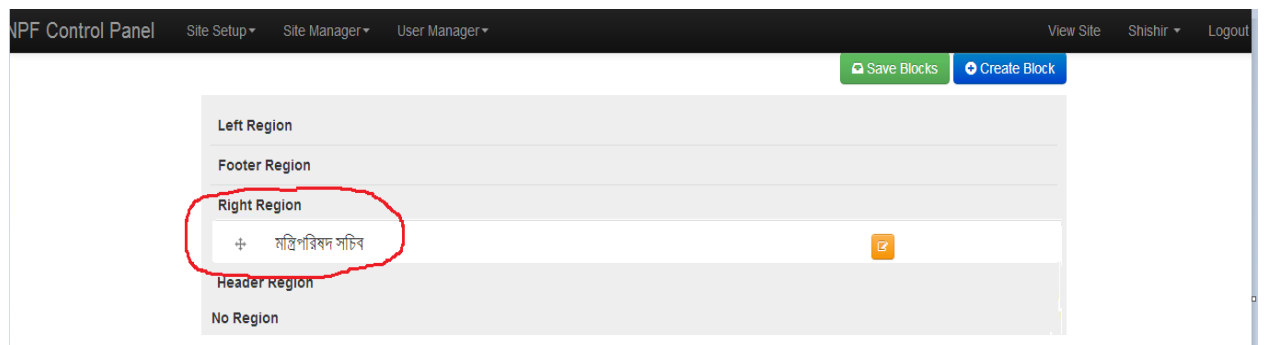 NPF Control Panel Site Setup Site Manager User Manager View Site Shishir Logout
Save Blocks Create Block
Left Region
Footer Region
Right Region
মন্ত্রিপরিষদ সচিব
Header Region
No Region